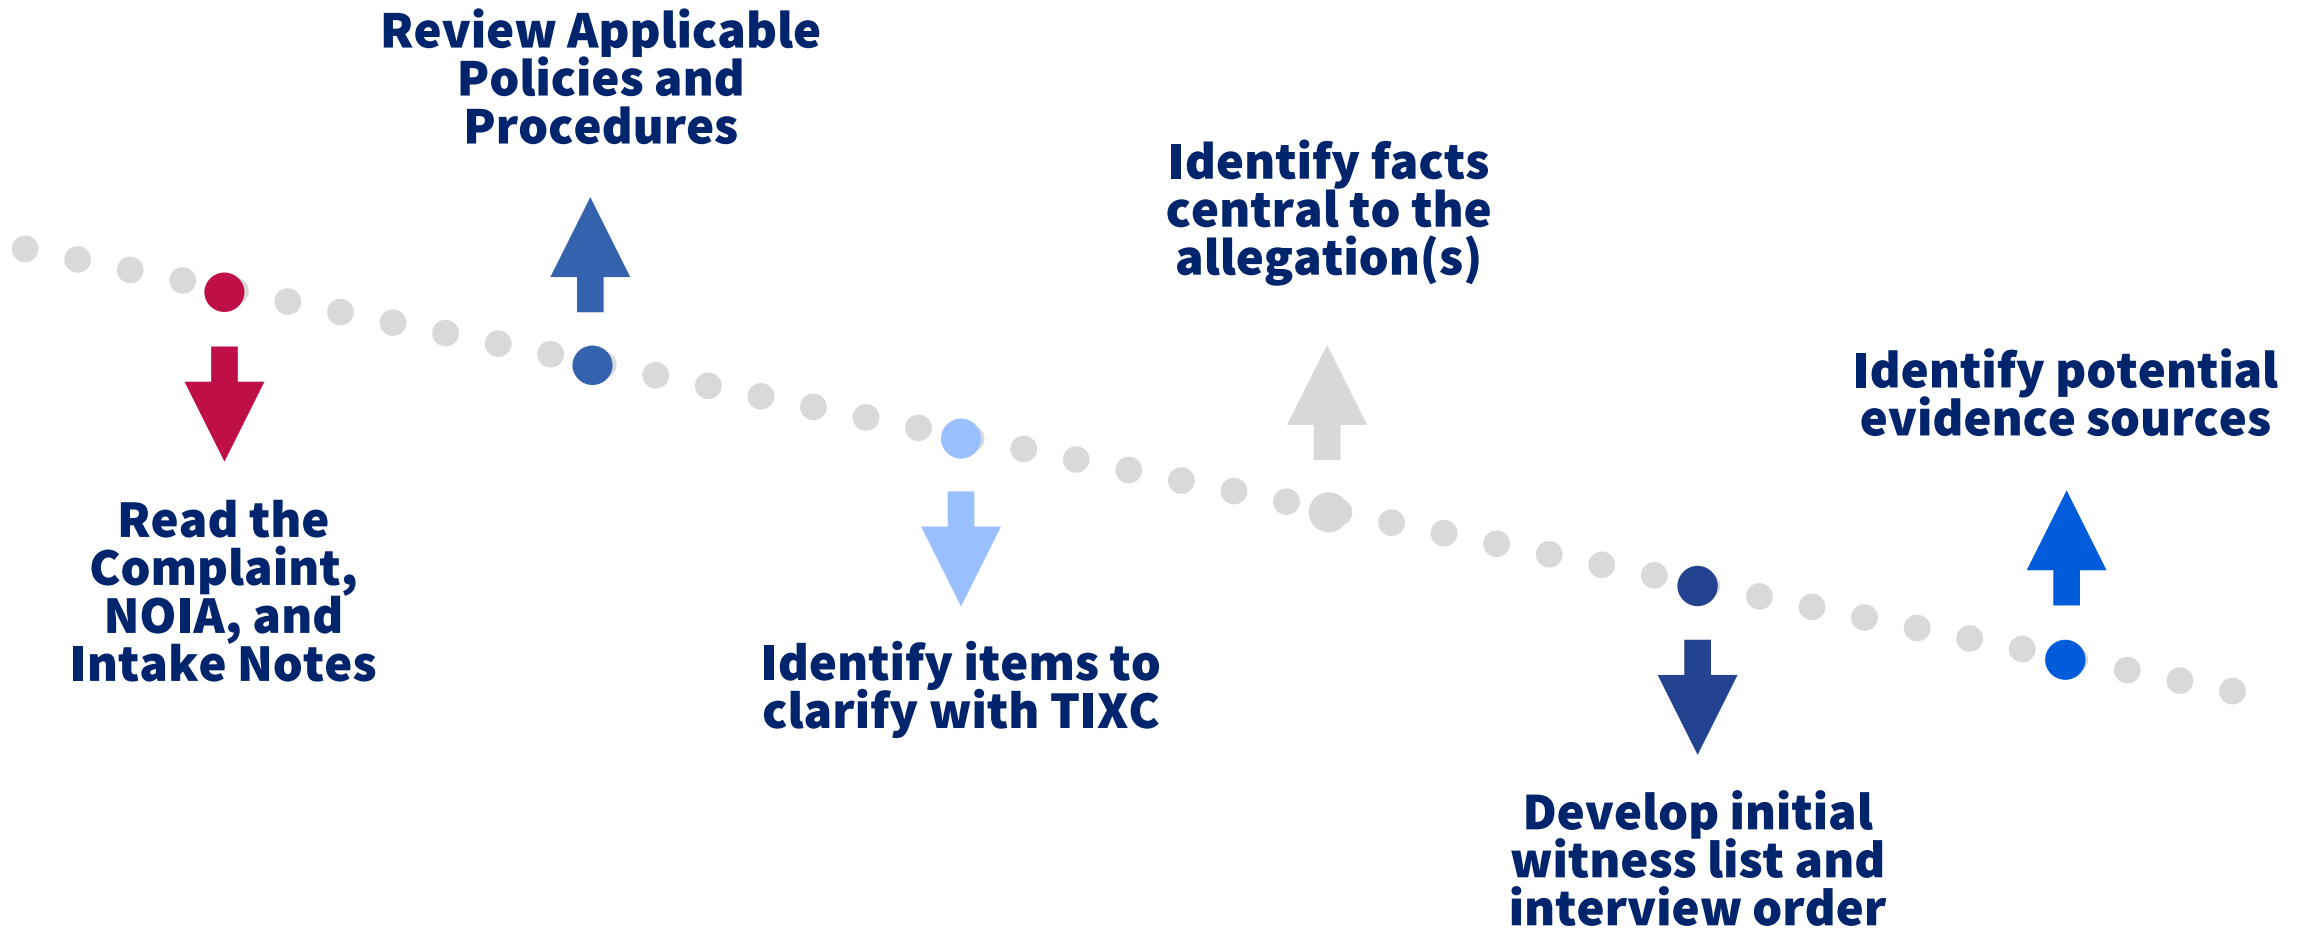 Review Applicable
Policies and
Procedures
Identify facts
central to the
allegation(s)
Identify potential
evidence sources
Read the
Complaint,
NOIA, and
Intake Notes
Identify items to
clarify with TIXC
Develop initial
witness list and
interview order